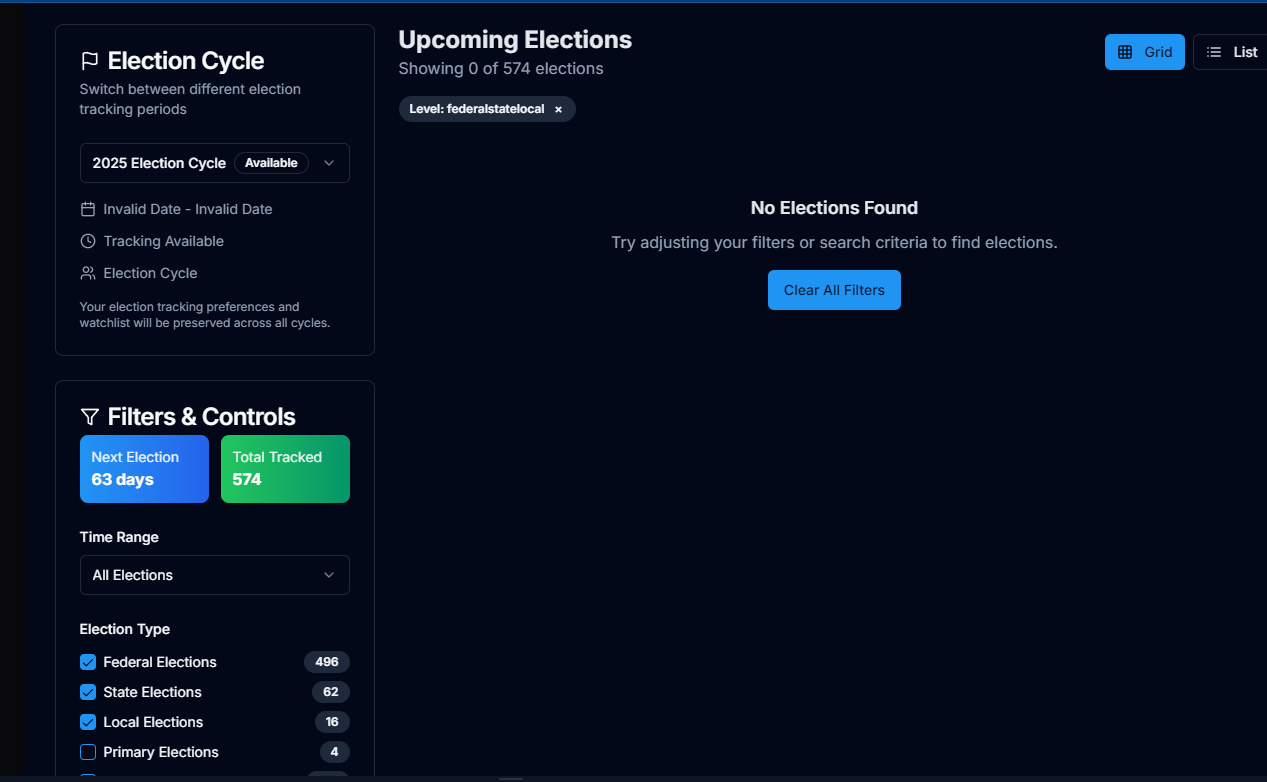 Election Cycle
Switch between different election
tracking periods
2025 Election Cycle Available
Invalid Date - Invalid Date
Tracking Available
Election Cycle
Your election tracking preferences and
watchlist will be preserved across all cycles.
Filters & Controls
Next Election
63 days
Total Tracked
574
Time Range
All Elections
Election Type
Federal Elections 496
State Elections 62
Local Elections 16
Primary Elections 4
Upcoming Elections
Showing 0 of 574 elections
Grid
List
Level: federalstatelocal ×
No Elections Found
Try adjusting your filters or search criteria to find elections.
Clear All Filters